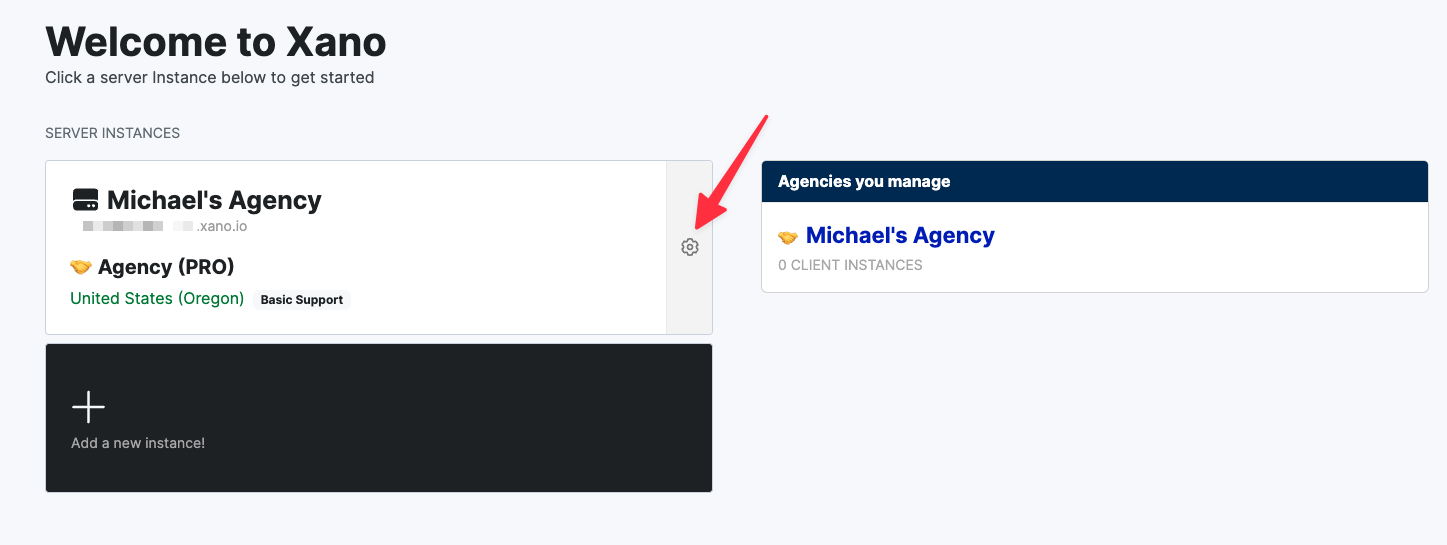 Welcome to Xano
Click a server Instance below to get started
SERVER INSTANCES
Michael's Agency
.xano.io
Agency (PRO)
United States (Oregon) Basic Support
Add a new instance!
Agencies you manage
Michael's Agency
0 CLIENT INSTANCES